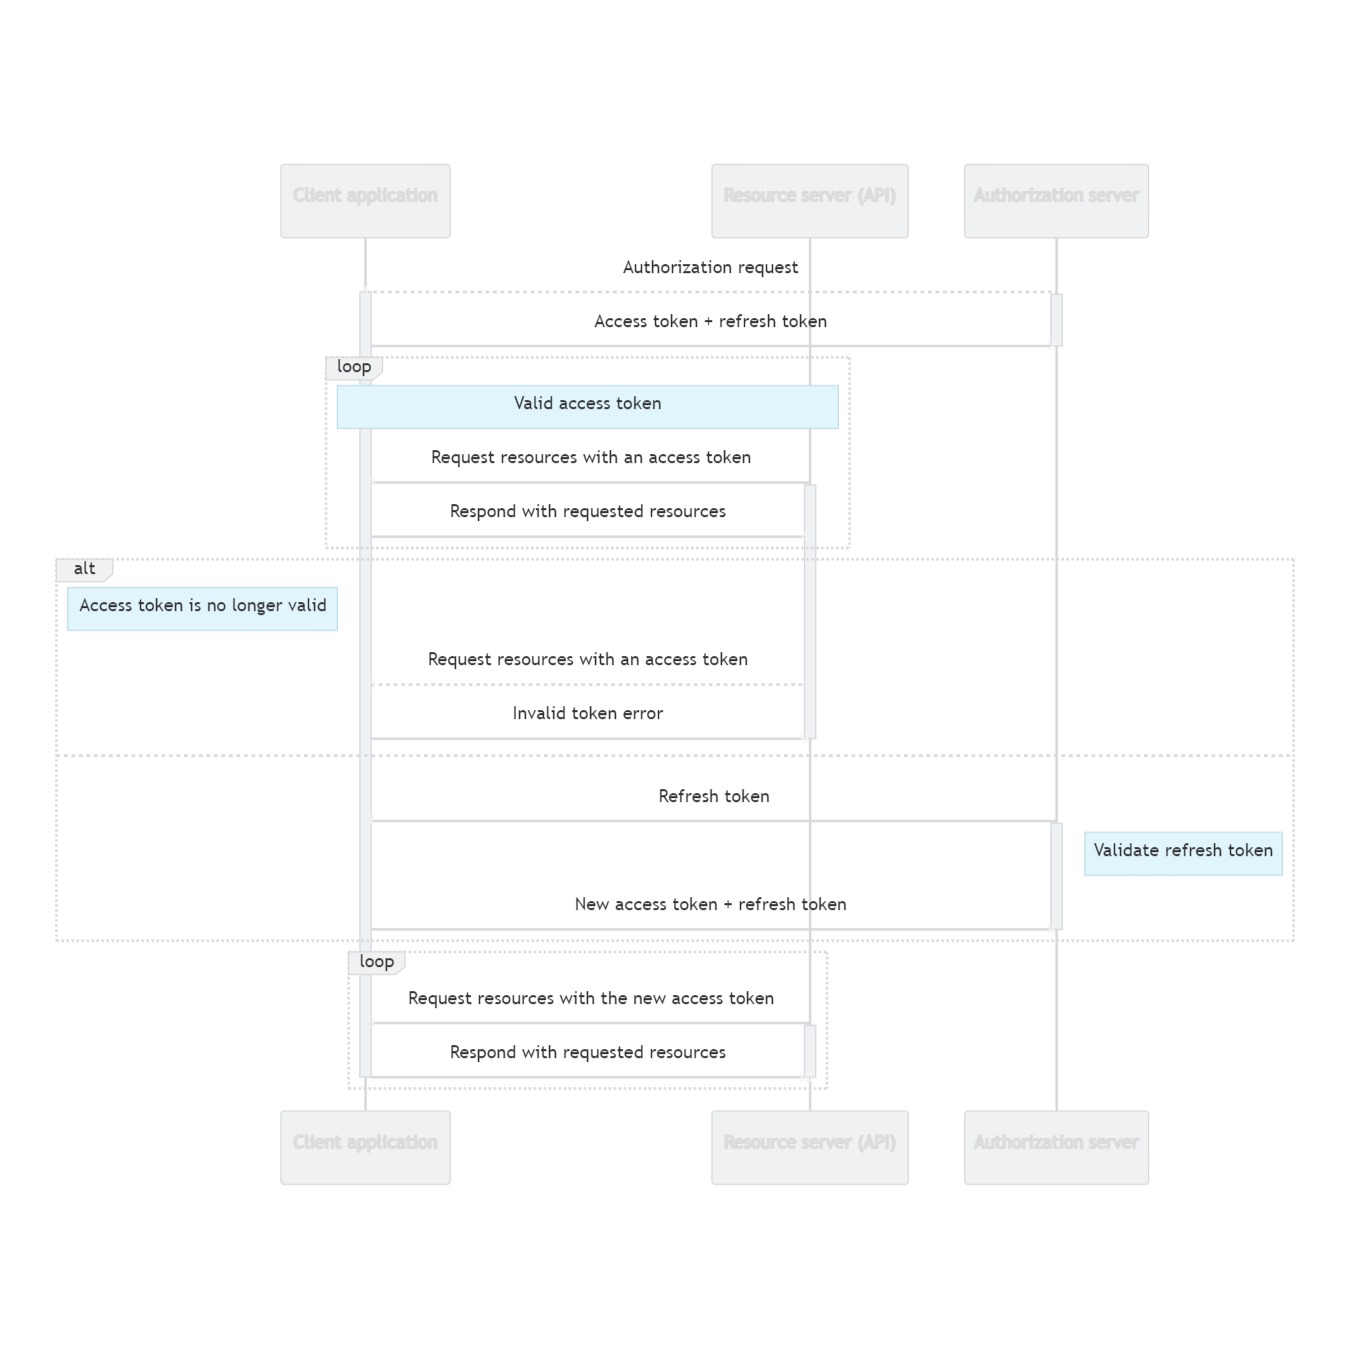 Client application
Resource server (API)
Authorization server
Authorization request
Access token + refresh token
loop
Valid access token
Request resources with an access token
Respond with requested resources
alt
Access token is no longer valid
Request resources with an access token
Invalid token error
Refresh token
Validate refresh token
New access token + refresh token
loop
Request resources with the new access token
Respond with requested resources
Client application
Resource server (API)
Authorization server